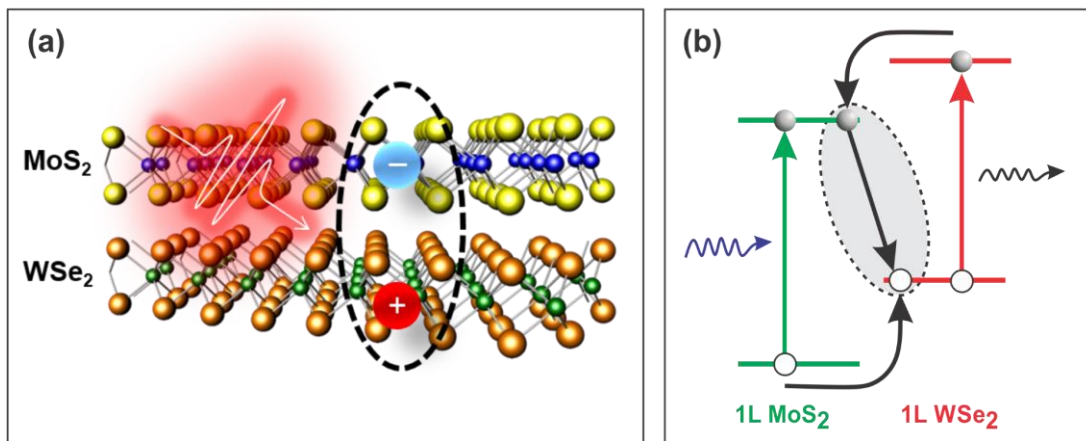 (a)
MoS₂
−
WSe₂
+
(b)
1L MoS₂
1L WSe₂